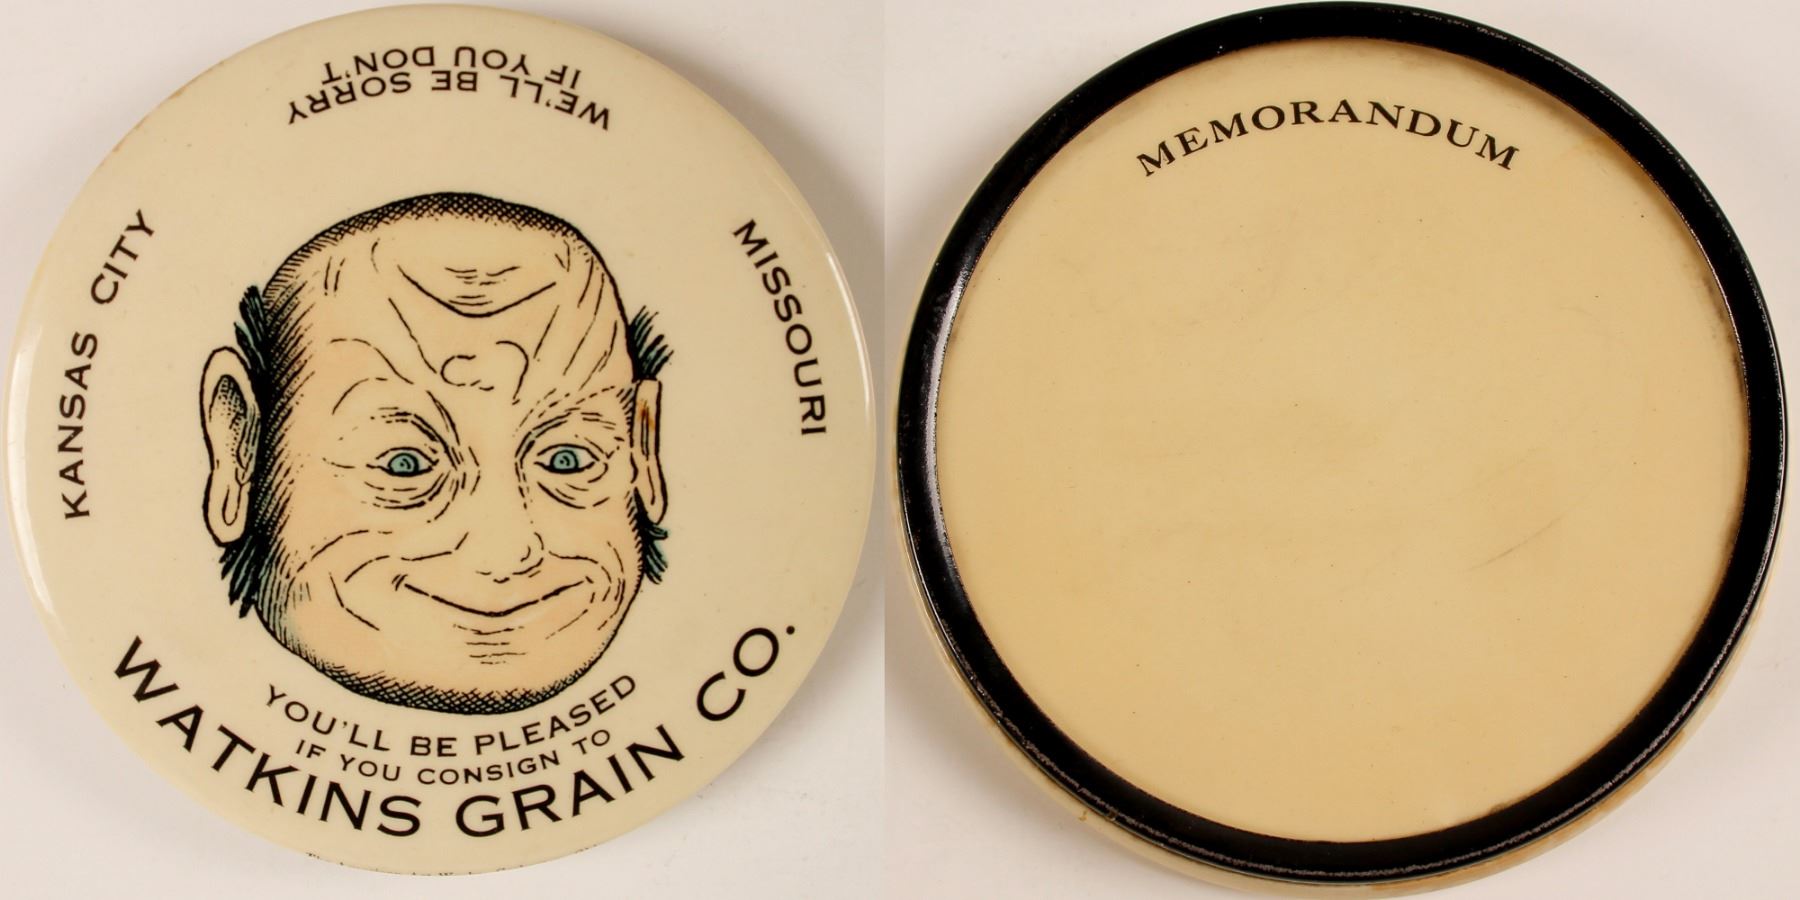 WE'LL BE SORRY
IF YOU DON'T
KANSAS CITY
MISSOURI
YOU'LL BE PLEASED
IF YOU CONSIGN TO
WATKINS GRAIN CO.
MEMORANDUM